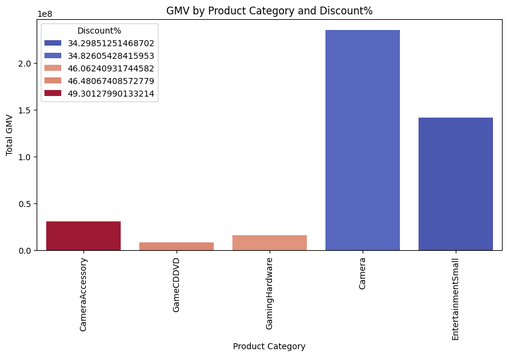 GMV by Product Category and Discount%
1e8
Discount%
34.29851251468702
34.82605428415953
46.06240931744582
46.48067408572779
49.30127990133214
Total GMV
2.0
1.5
1.0
0.5
0.0
CameraAccessory
GameCDDVD
GamingHardware
Camera
EntertainmentSmall
Product Category